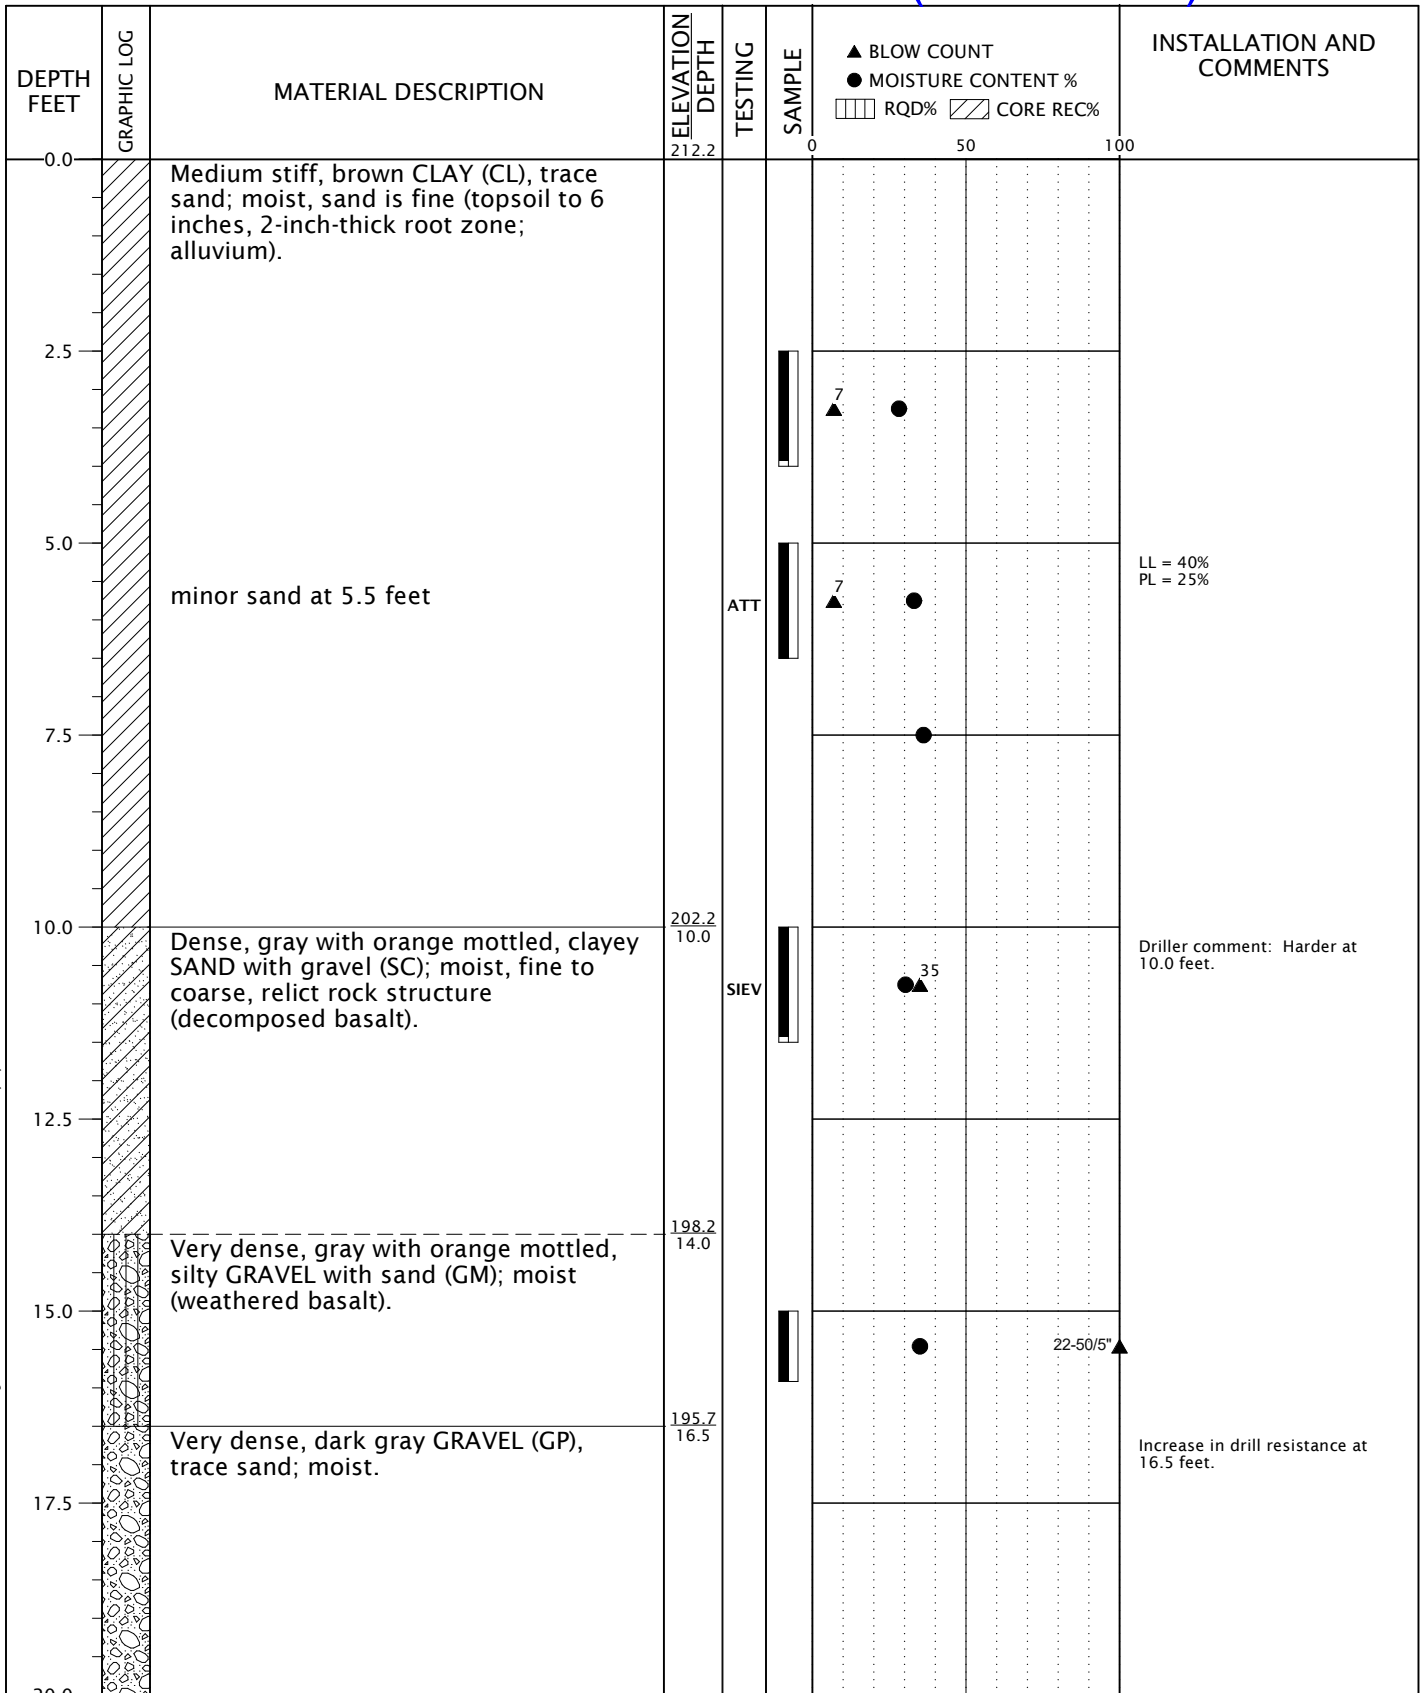 DEPTH
FEET
GRAPHIC LOG
MATERIAL DESCRIPTION
ELEVATION
DEPTH
TESTING
SAMPLE
▲ BLOW COUNT
● MOISTURE CONTENT %
RQD% CORE REC%
INSTALLATION AND
COMMENTS
0.0
212.2
0 50 100
Medium stiff, brown CLAY (CL), trace
sand; moist, sand is fine (topsoil to 6
inches, 2-inch-thick root zone;
alluvium).
2.5
7
5.0
LL = 40%
PL = 25%
minor sand at 5.5 feet
ATT
7
7.5
10.0
202.2
10.0
Dense, gray with orange mottled, clayey
SAND with gravel (SC); moist, fine to
coarse, relict rock structure
(decomposed basalt).
SIEV
35
Driller comment: Harder at
10.0 feet.
12.5
198.2
14.0
Very dense, gray with orange mottled,
silty GRAVEL with sand (GM); moist
(weathered basalt).
15.0
22-50/5"
195.7
16.5
Very dense, dark gray GRAVEL (GP),
trace sand; moist.
Increase in drill resistance at
16.5 feet.
17.5
20.0